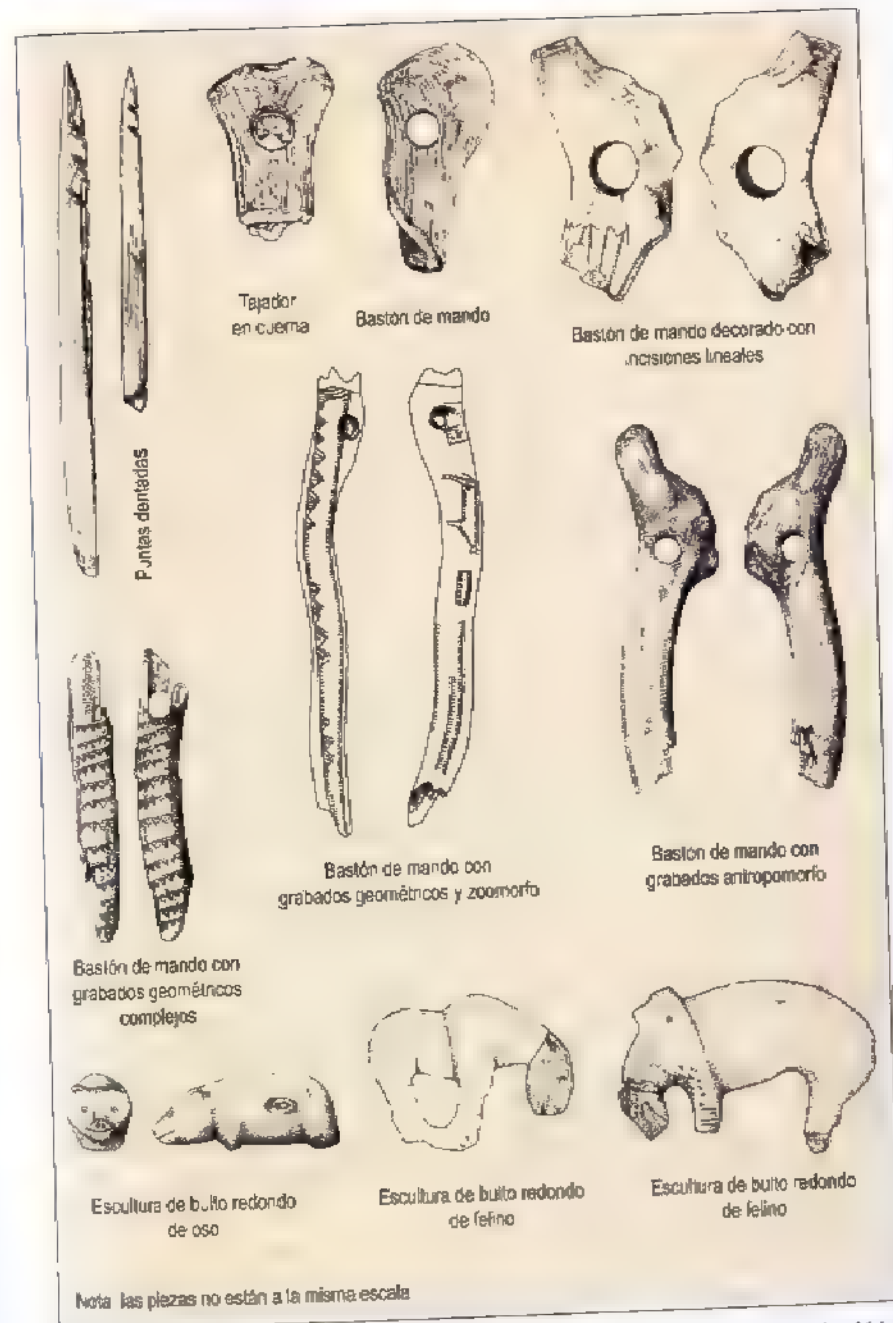 Puntas dentadas
Tajador
en cuerna
Bastón de mando
Bastón de mando decorado con
incisiones lineales
Bastón de mando con
grabados geométricos
complejos
Bastón de mando con
grabados geométricos y zoomorfo
Bastón de mando con
grabados antropomorfo
Escultura de bulto redondo
de oso
Escultura de bulto redondo
de felino
Escultura de bulto redondo
de felino
Nota las piezas no están a la misma escala